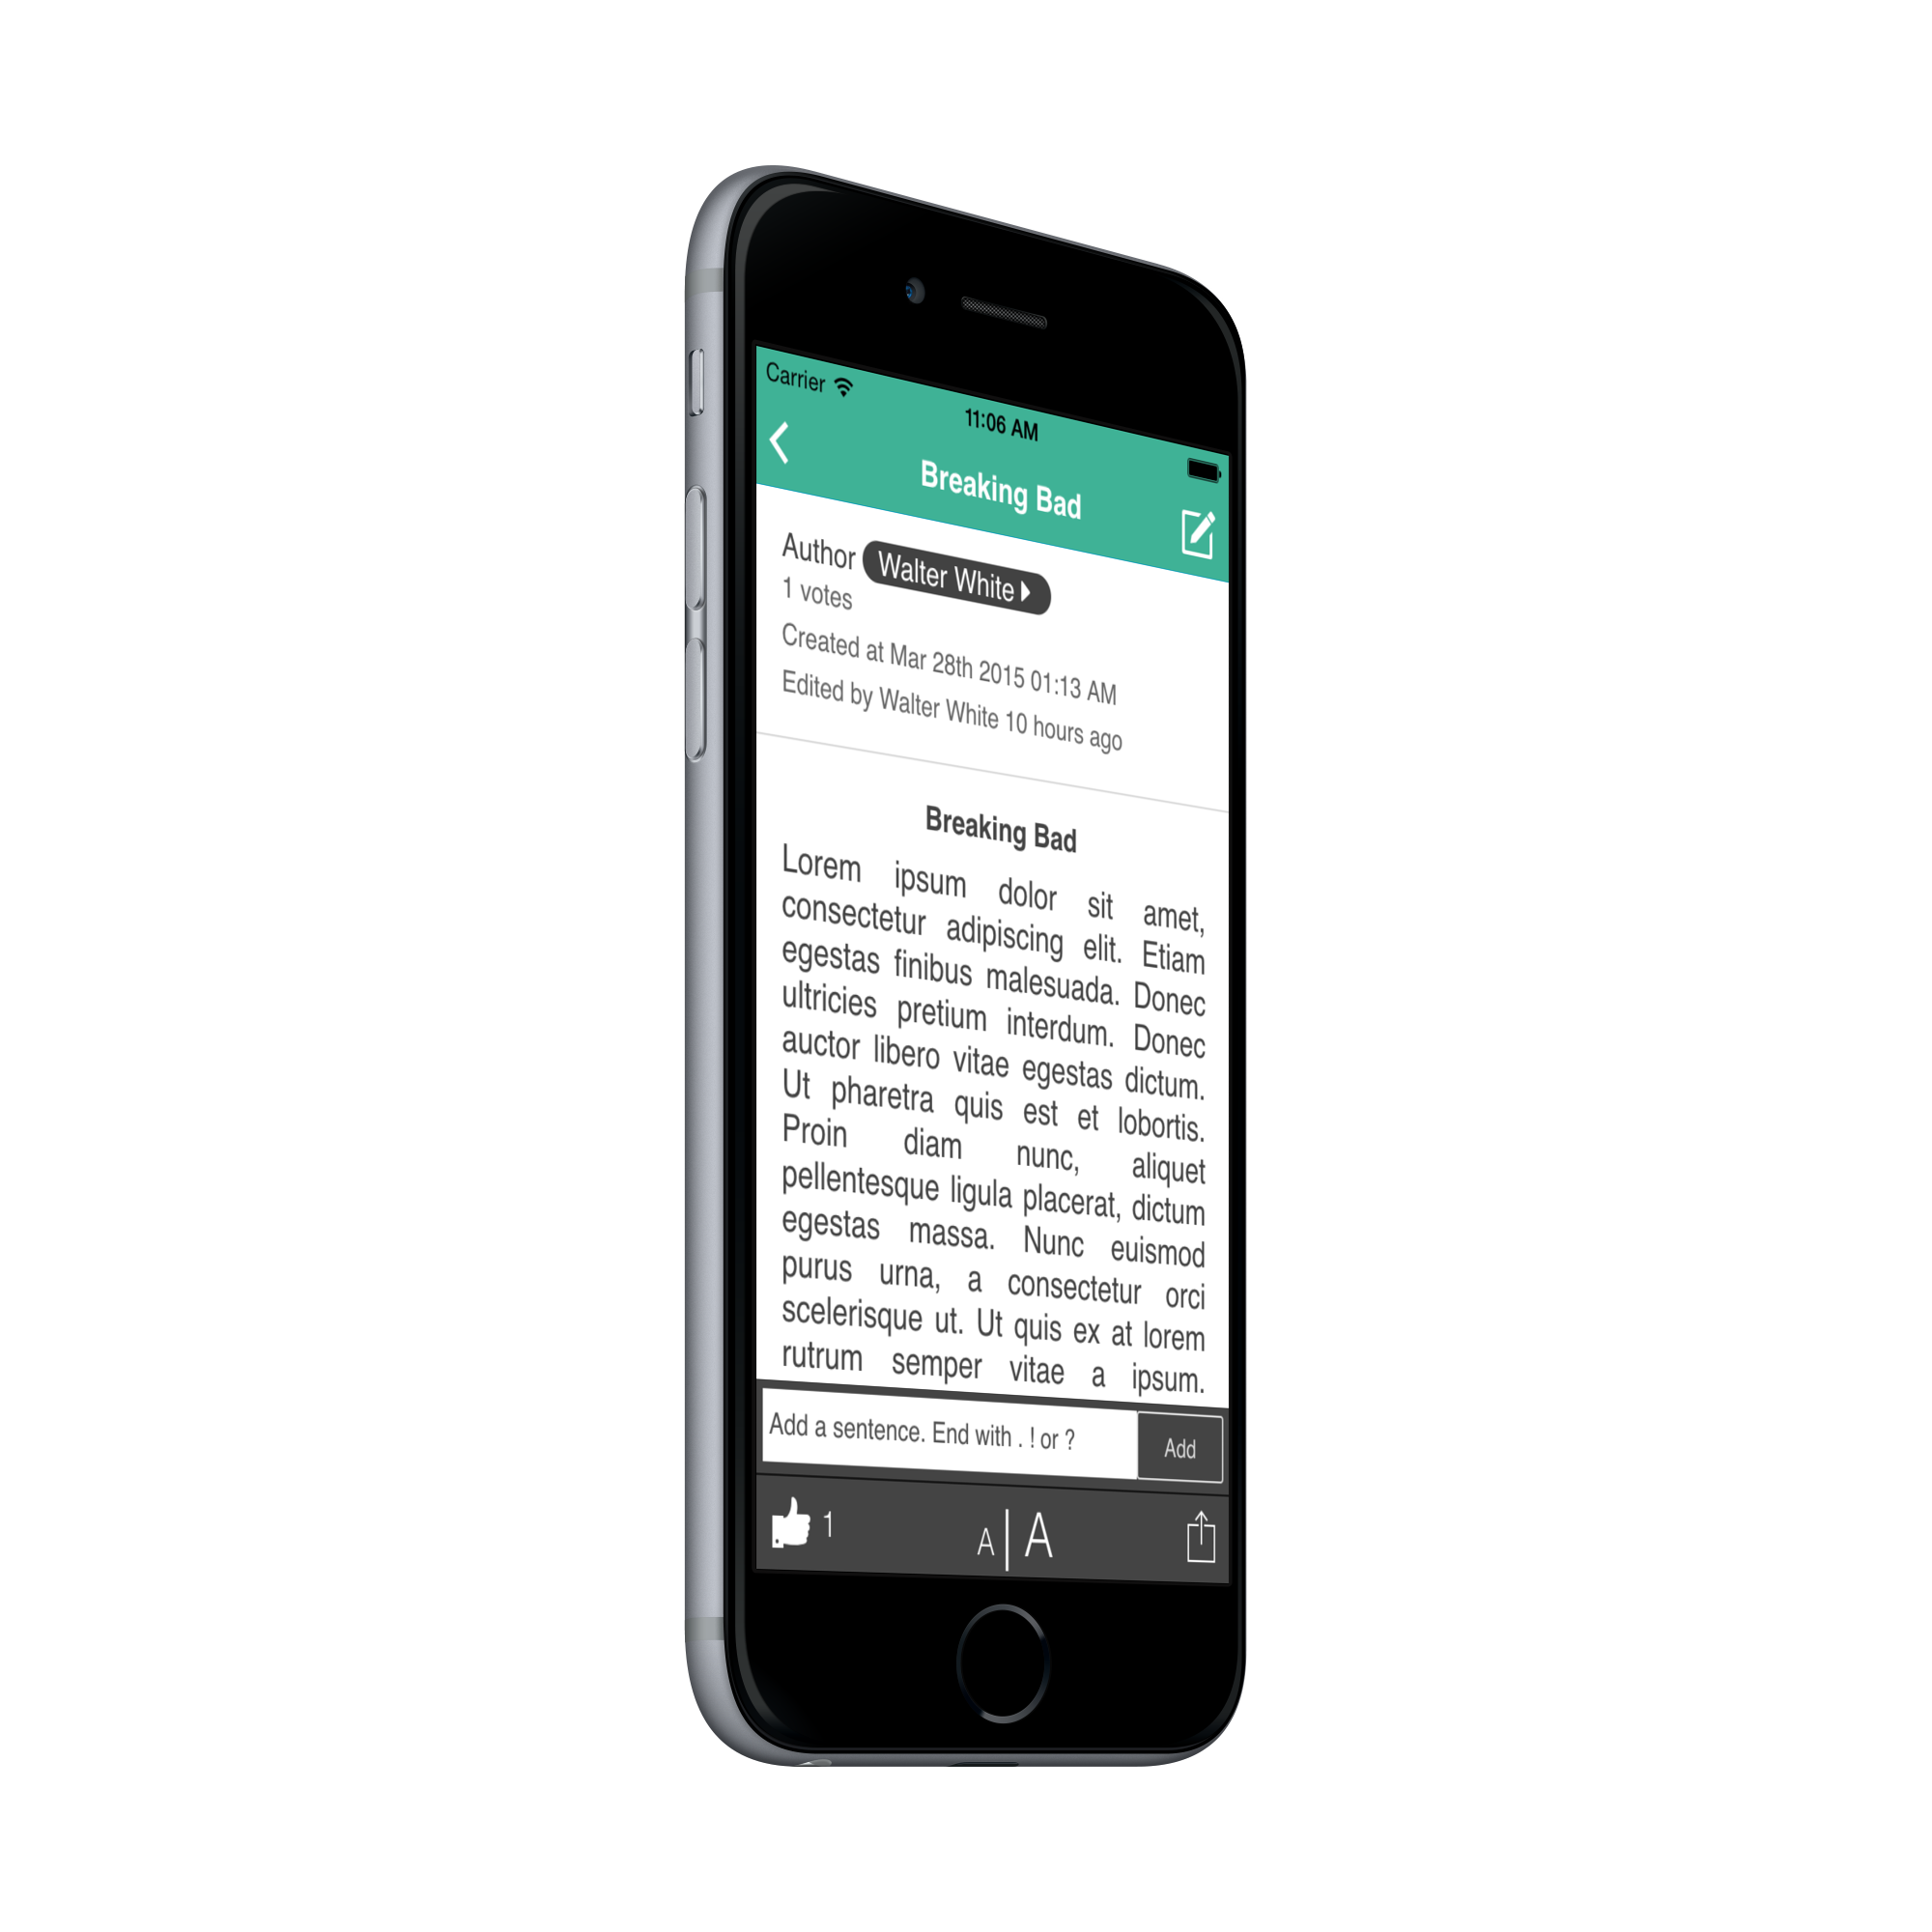 Carrier
11:06 AM
Breaking Bad
Author Walter White
1 votes
Created at Mar 28th 2015 01:13 AM
Edited by Walter White 10 hours ago
Breaking Bad
Lorem ipsum dolor sit amet,
consectetur adipiscing elit. Etiam
egestas finibus malesuada. Donec
ultricies pretium interdum. Donec
auctor libero vitae egestas dictum.
Ut pharetra quis est et lobortis.
Proin diam nunc, aliquet
pellentesque ligula placerat, dictum
egestas massa. Nunc euismod
purus urna, a consectetur orci
scelerisque ut. Ut quis ex at lorem
rutrum semper vitae a ipsum.
Add a sentence. End with . ! or ?
Add
1
A | A